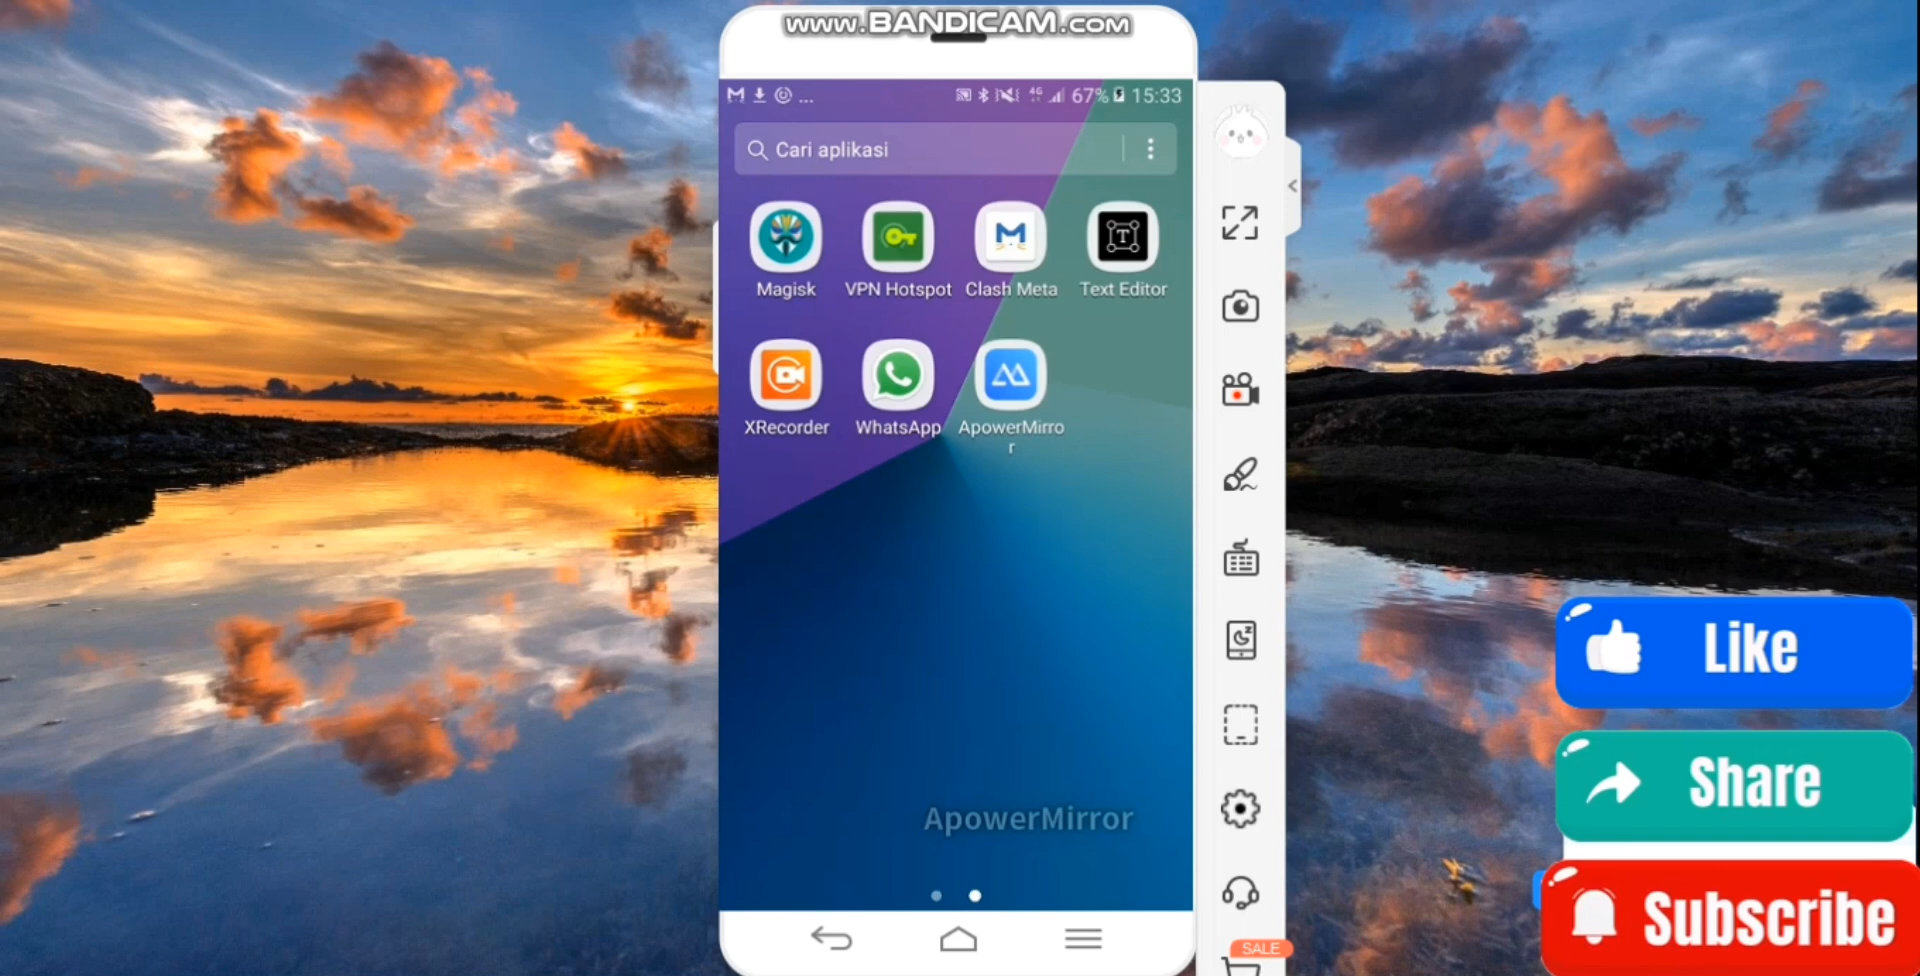 www.BANDICAM.com
... 4G 67% 15:33
Cari aplikasi
Magisk VPN Hotspot Clash Meta Text Editor
XRecorder WhatsApp ApowerMirro
r
Like
Share
ApowerMirror
Subscribe
SALE